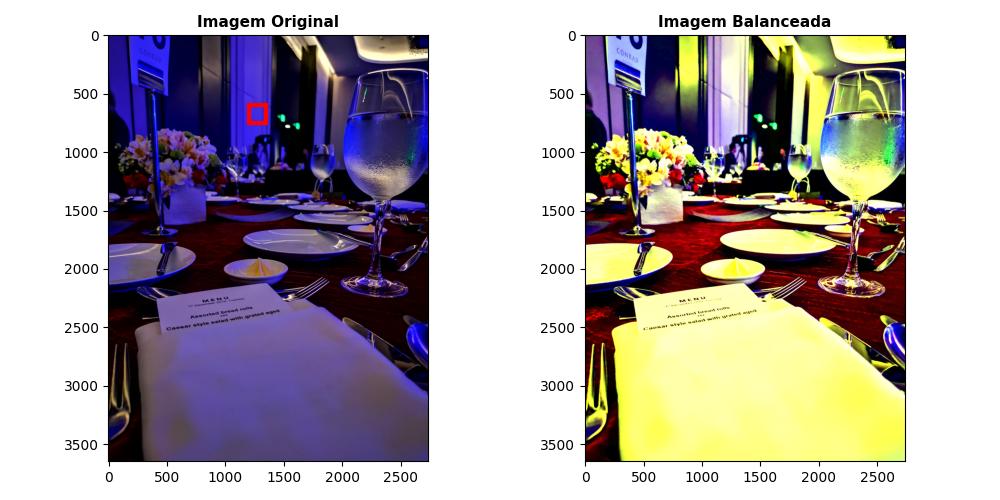 Imagem Original
0
500
1000
1500
2000
2500
3000
3500
0 500 1000 1500 2000 2500
CONRAD
MENU
Assorted bread rolls
Caesar style salad with grated aged
Imagem Balanceada
0
500
1000
1500
2000
2500
3000
3500
0 500 1000 1500 2000 2500
CONRAD
MENU
Assorted bread rolls
Caesar style salad with grated aged